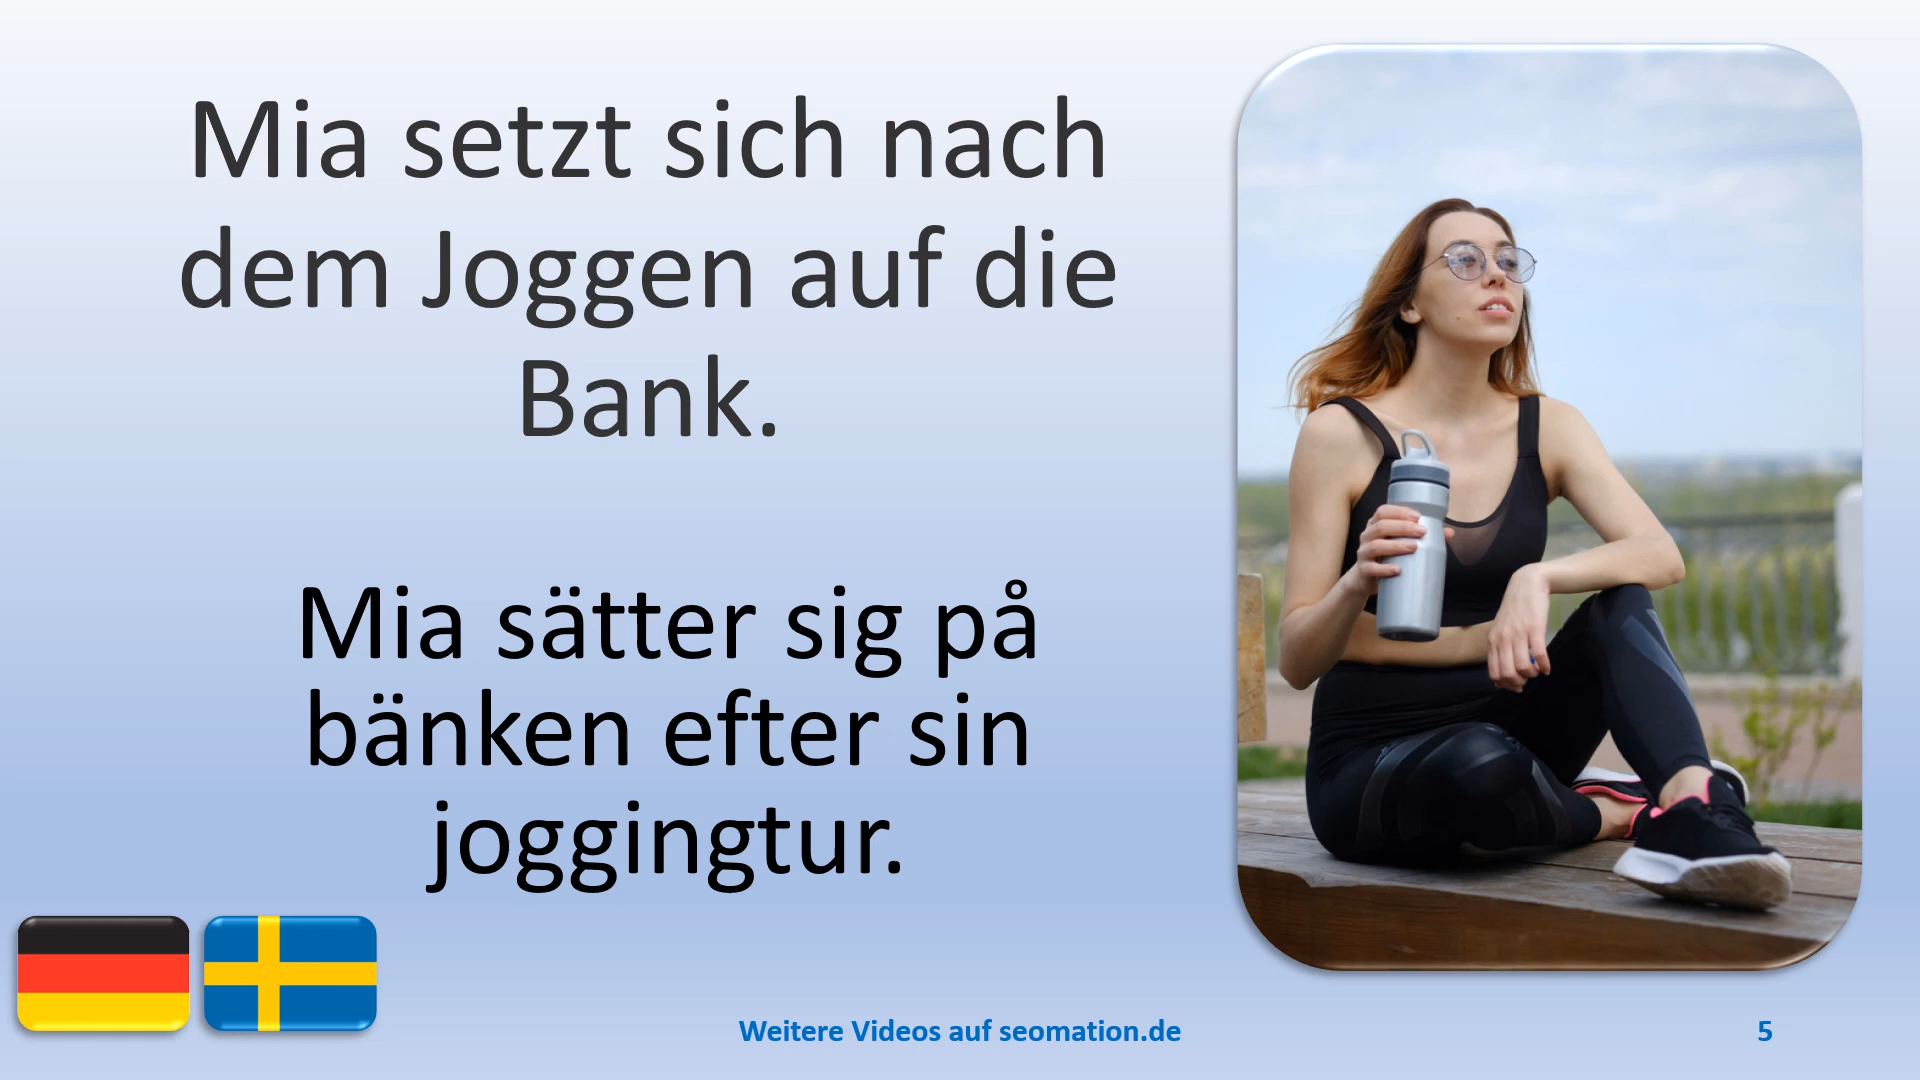 Mia setzt sich nach
dem Joggen auf die
Bank.
Mia sätter sig på
bänken efter sin
joggingtur.
Weitere Videos auf seomation.de
5